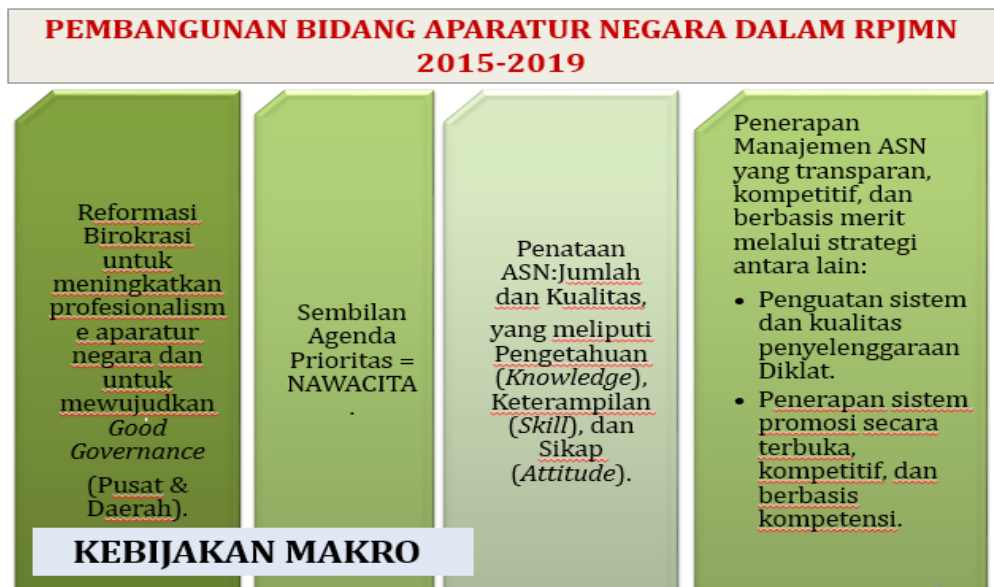 PEMBANGUNAN BIDANG APARATUR NEGARA DALAM RPJMN
2015-2019
Reformasi
Birokrasi
untuk
meningkatkan
profesionalism
e aparatur
negara dan
untuk
mewujudkan
Good
Governance
(Pusat &
Daerah).
Sembilan
Agenda
Prioritas =
NAWACITA
.
Penataan
ASN:Jumlah
dan Kualitas,
yang meliputi
Pengetahuan
(Knowledge),
Keterampilan
(Skill), dan
Sikap
(Attitude).
Penerapan
Manajemen ASN
yang transparan,
kompetitif, dan
berbasis merit
melalui strategi
antara lain:
• Penguatan sistem
dan kualitas
penyelenggaraan
Diklat.
• Penerapan sistem
promosi secara
terbuka,
kompetitif, dan
berbasis
kompetensi.
KEBIJAKAN MAKRO